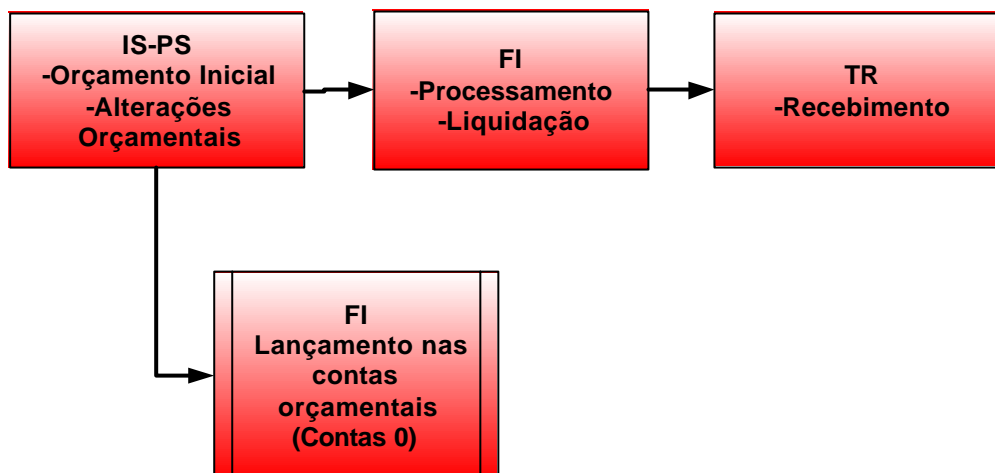 IS-PS
-Orçamento Inicial
-Alterações
Orçamentais
FI
-Processamento
-Liquidação
TR
-Recebimento
FI
Lançamento nas
contas
orçamentais
(Contas 0)